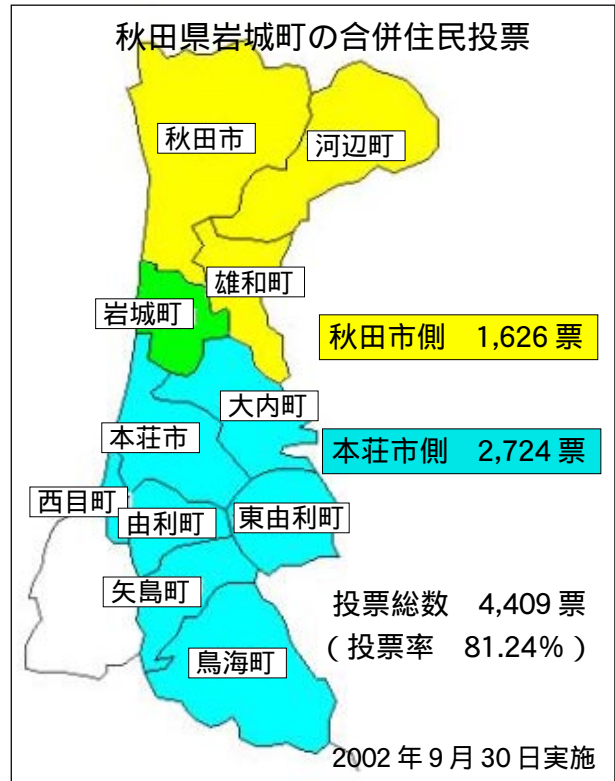 秋田県岩城町の合併住民投票
秋田市
河辺町
雄和町
岩城町
秋田市側 1,626 票
大内町
本荘市
本荘市側 2,724 票
西目町
由利町
東由利町
矢島町
投票総数 4,409 票
(投票率 81.24%)
鳥海町
2002 年 9 月 30 日実施